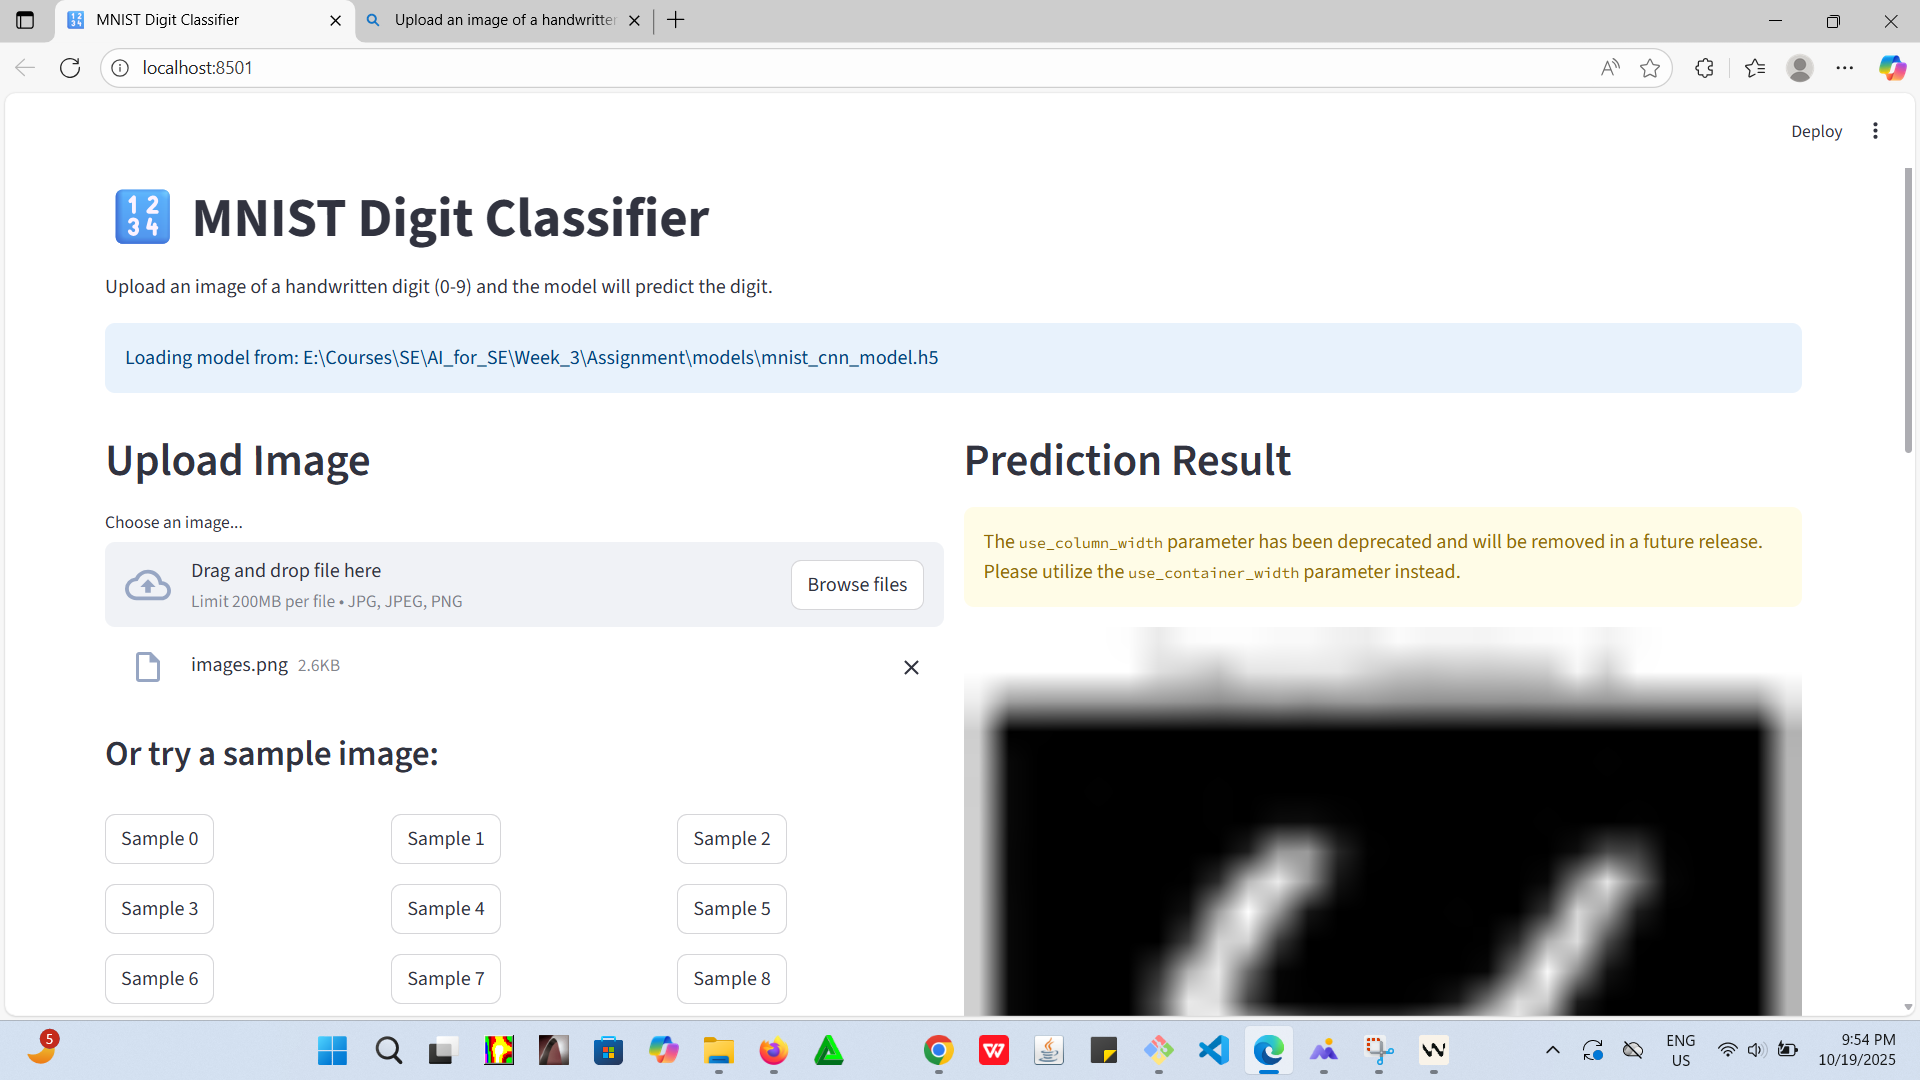 MNIST Digit Classifier
Upload an image of a handwritten
localhost:8501
Deploy
1 2 3 4 MNIST Digit Classifier
Upload an image of a handwritten digit (0-9) and the model will predict the digit.
Loading model from: E:\Courses\SE\AI_for_SE\Week_3\Assignment\models\mnist_cnn_model.h5
Upload Image
Choose an image...
Drag and drop file here
Limit 200MB per file • JPG, JPEG, PNG
Browse files
images.png 2.6KB
Or try a sample image:
Sample 0 Sample 1 Sample 2
Sample 3 Sample 4 Sample 5
Sample 6 Sample 7 Sample 8
Prediction Result
The use_column_width parameter has been deprecated and will be removed in a future release.
Please utilize the use_container_width parameter instead.
5
ENG
US
9:54 PM
10/19/2025